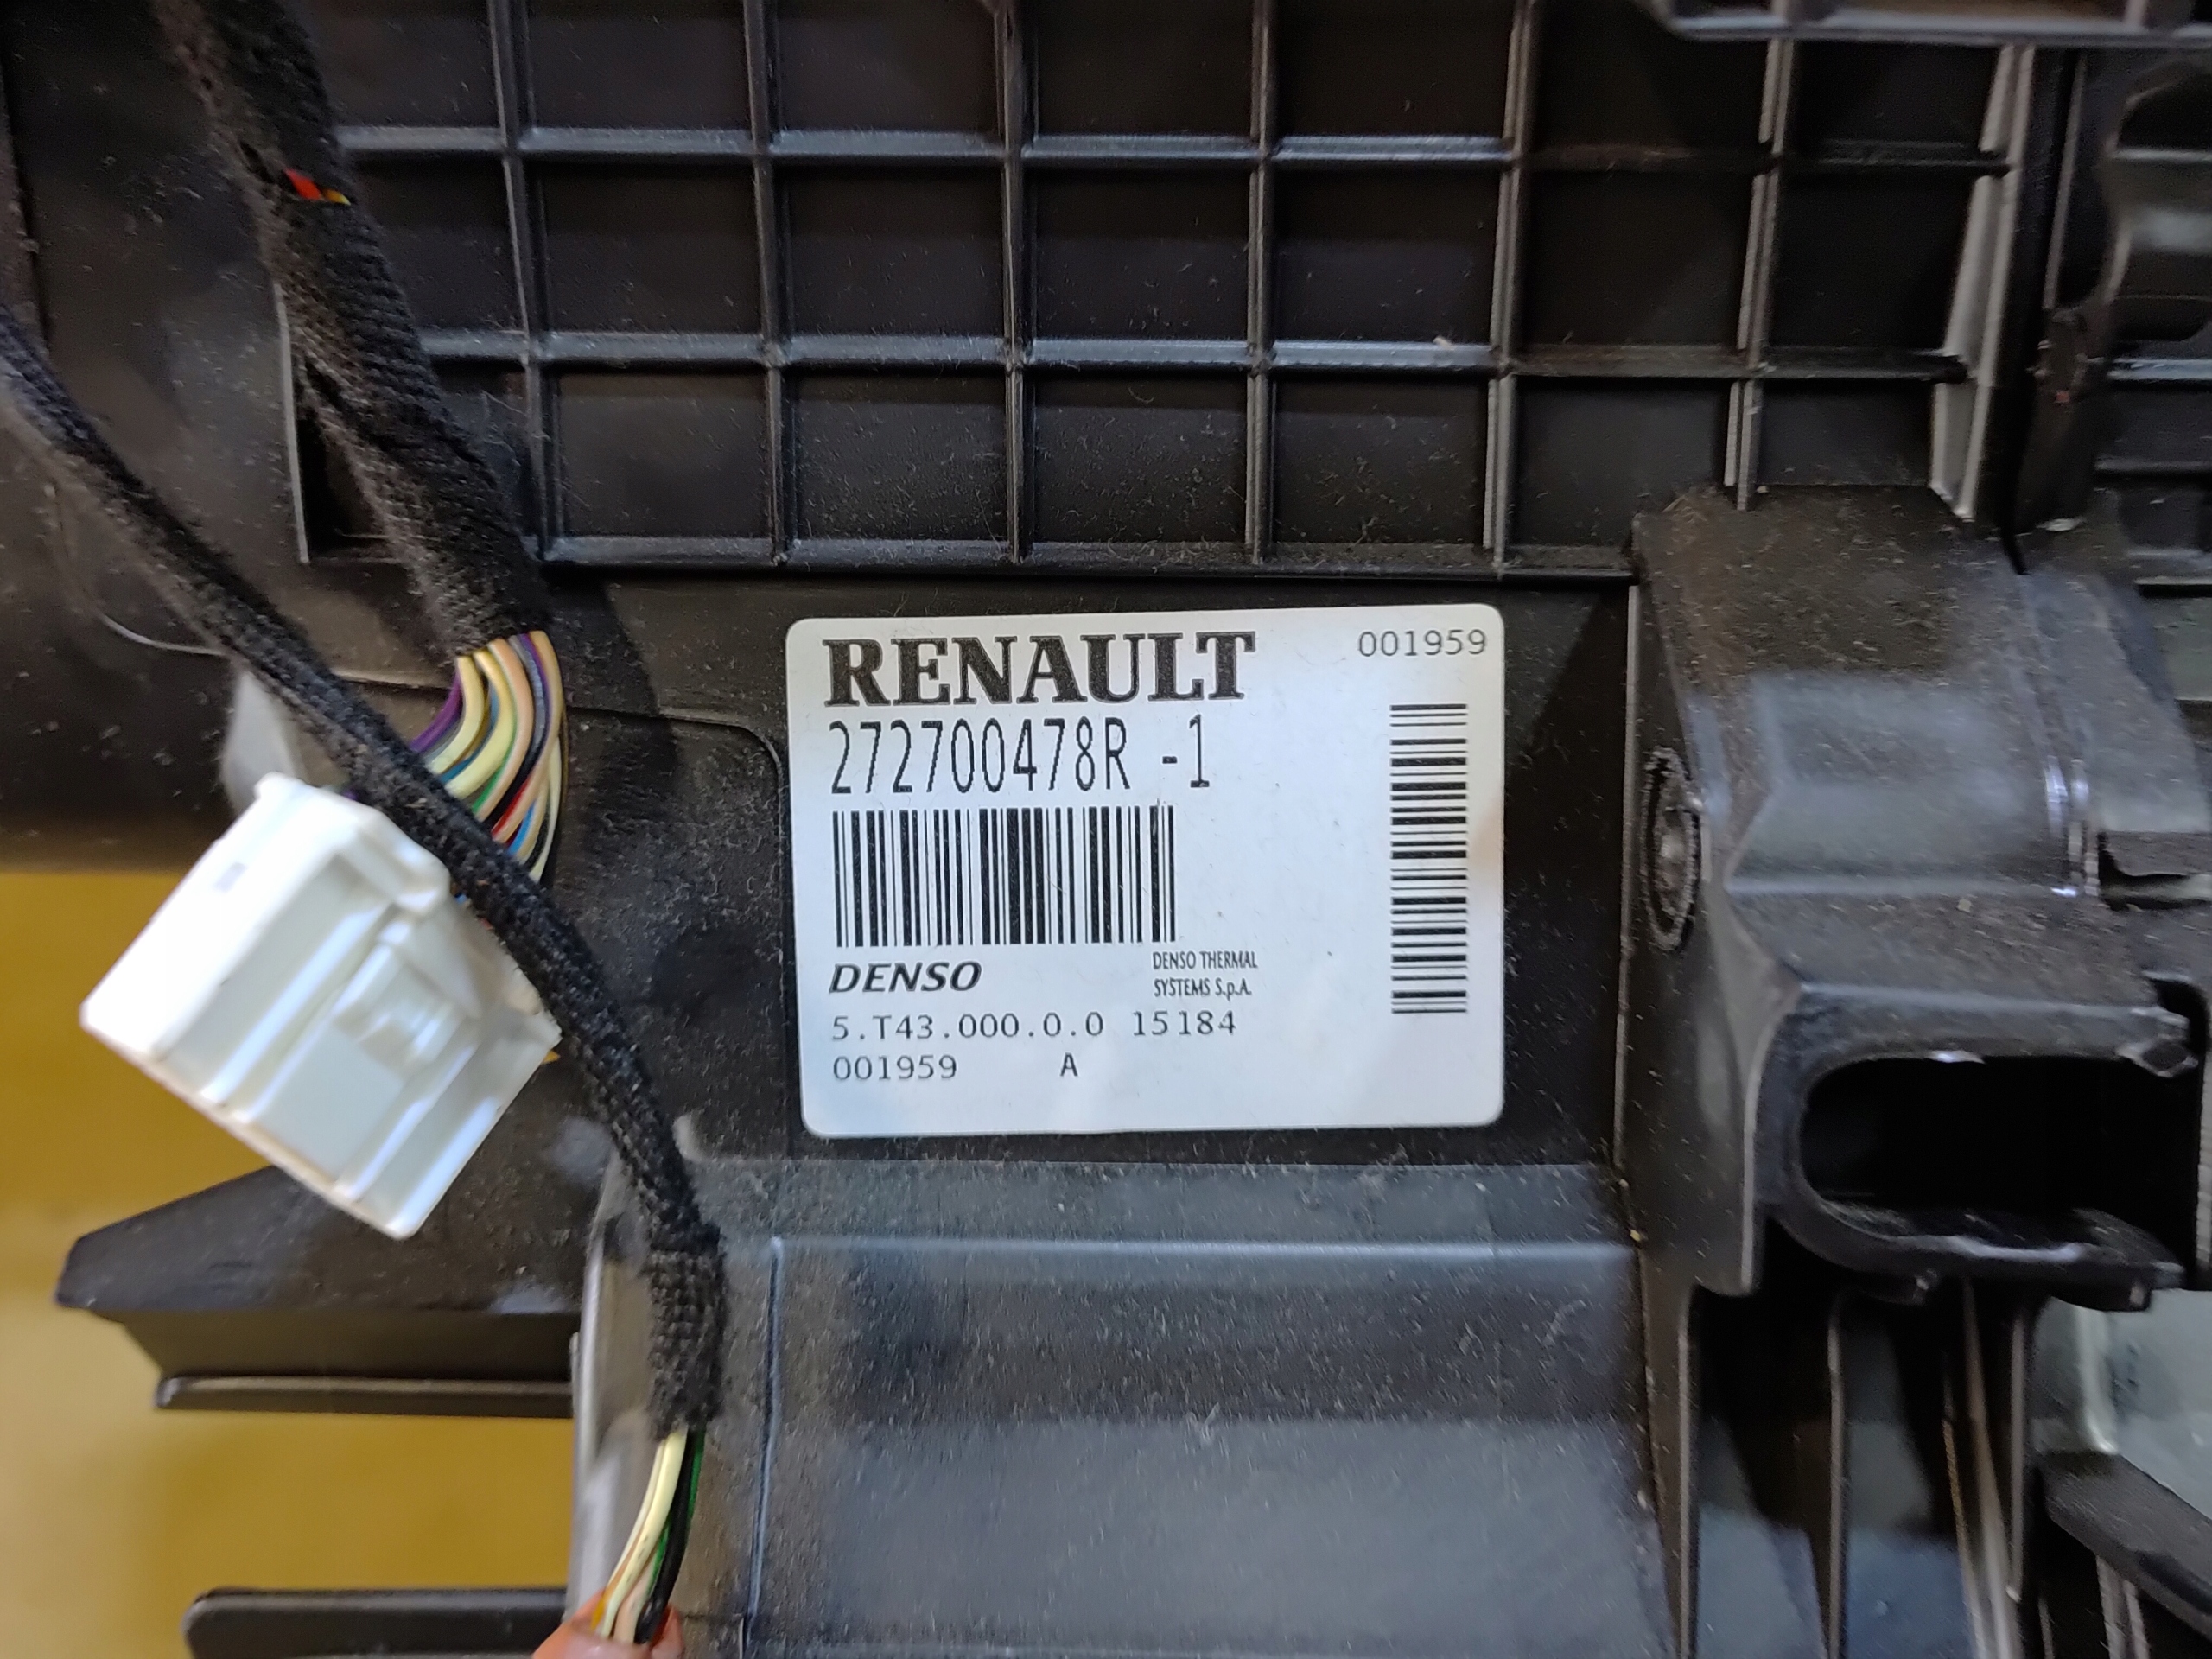 RENAULT
001959
272700478R -1
DENSO
DENSO THERMAL
SYSTEMS S.p.A.
5.T43.000.0.0 15184
001959 A